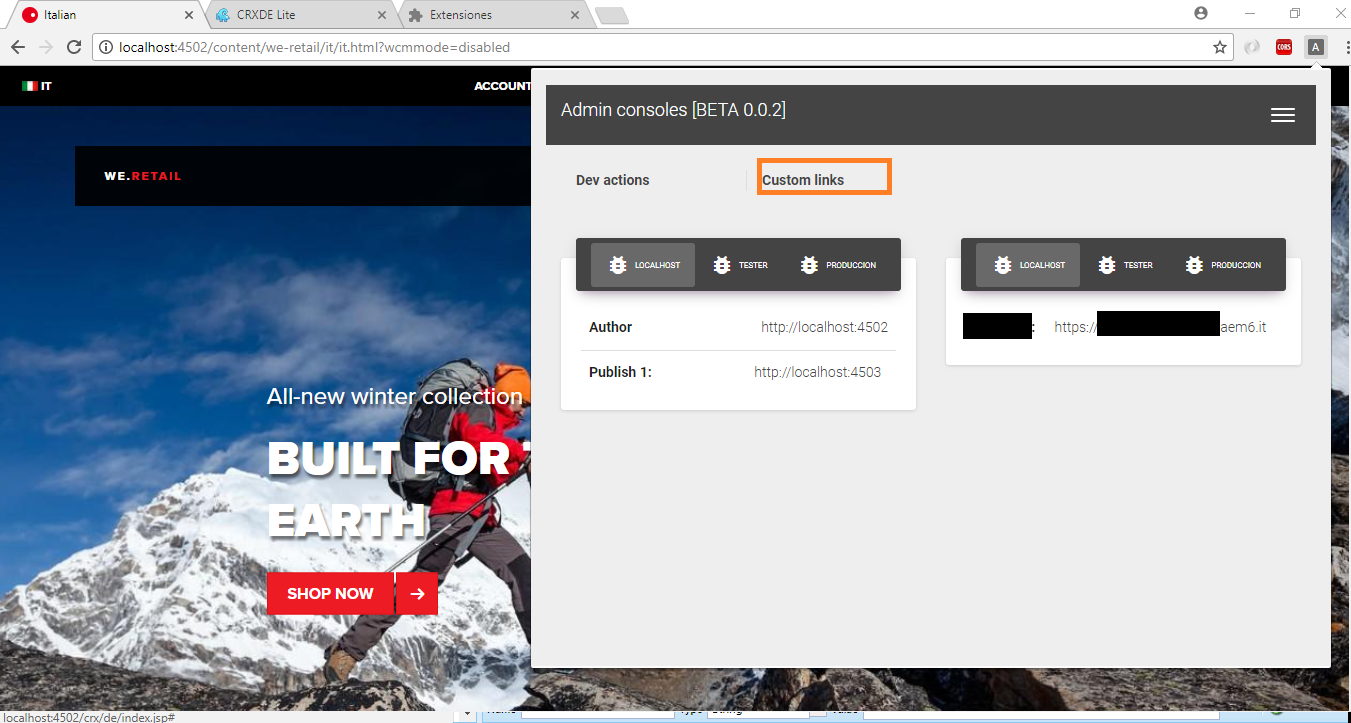 Italian
CRXDE Lite
Extensiones
localhost:4502/content/we-retail/it/it.html?wcmmode=disabled
CORS
A
IT
ACCOUNT
Admin consoles [BETA 0.0.2]
WE.RETAIL
Dev actions
Custom links
LOCALHOST
TESTER
PRODUCCION
LOCALHOST
TESTER
PRODUCCION
Author
http://localhost:4502
:
https://
aem6.it
Publish 1:
http://localhost:4503
All-new winter collection
BUILT FOR
EARTH
SHOP NOW
localhost:4502/crx/de/index.jsp#